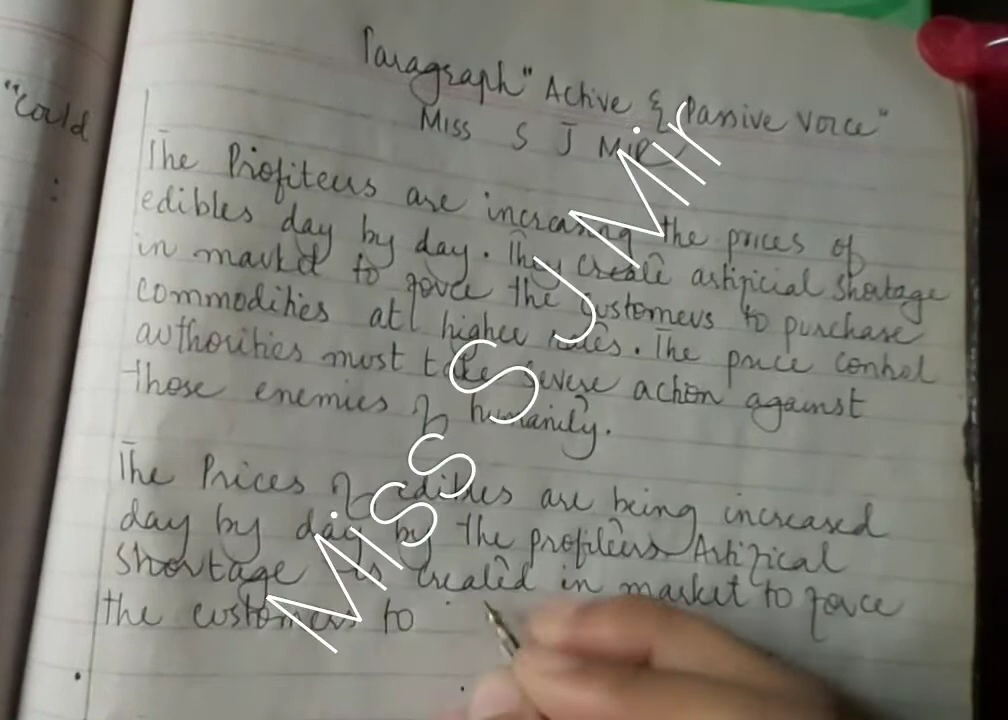 "Could
Paragraph "Active & Passive Voice"
Miss S J Mir
The Profiteers are increasing the prices of
edibles day by day. They create artificial shortage
in market to force the customers to purchase
commodities at higher rates. The price control
authorities must take severe action against
those enemies of humanity.
The Prices of edibles are being increased
day by day by the profiteers Artifical
shortage is created in market to force
the customers to
Miss S J Mir